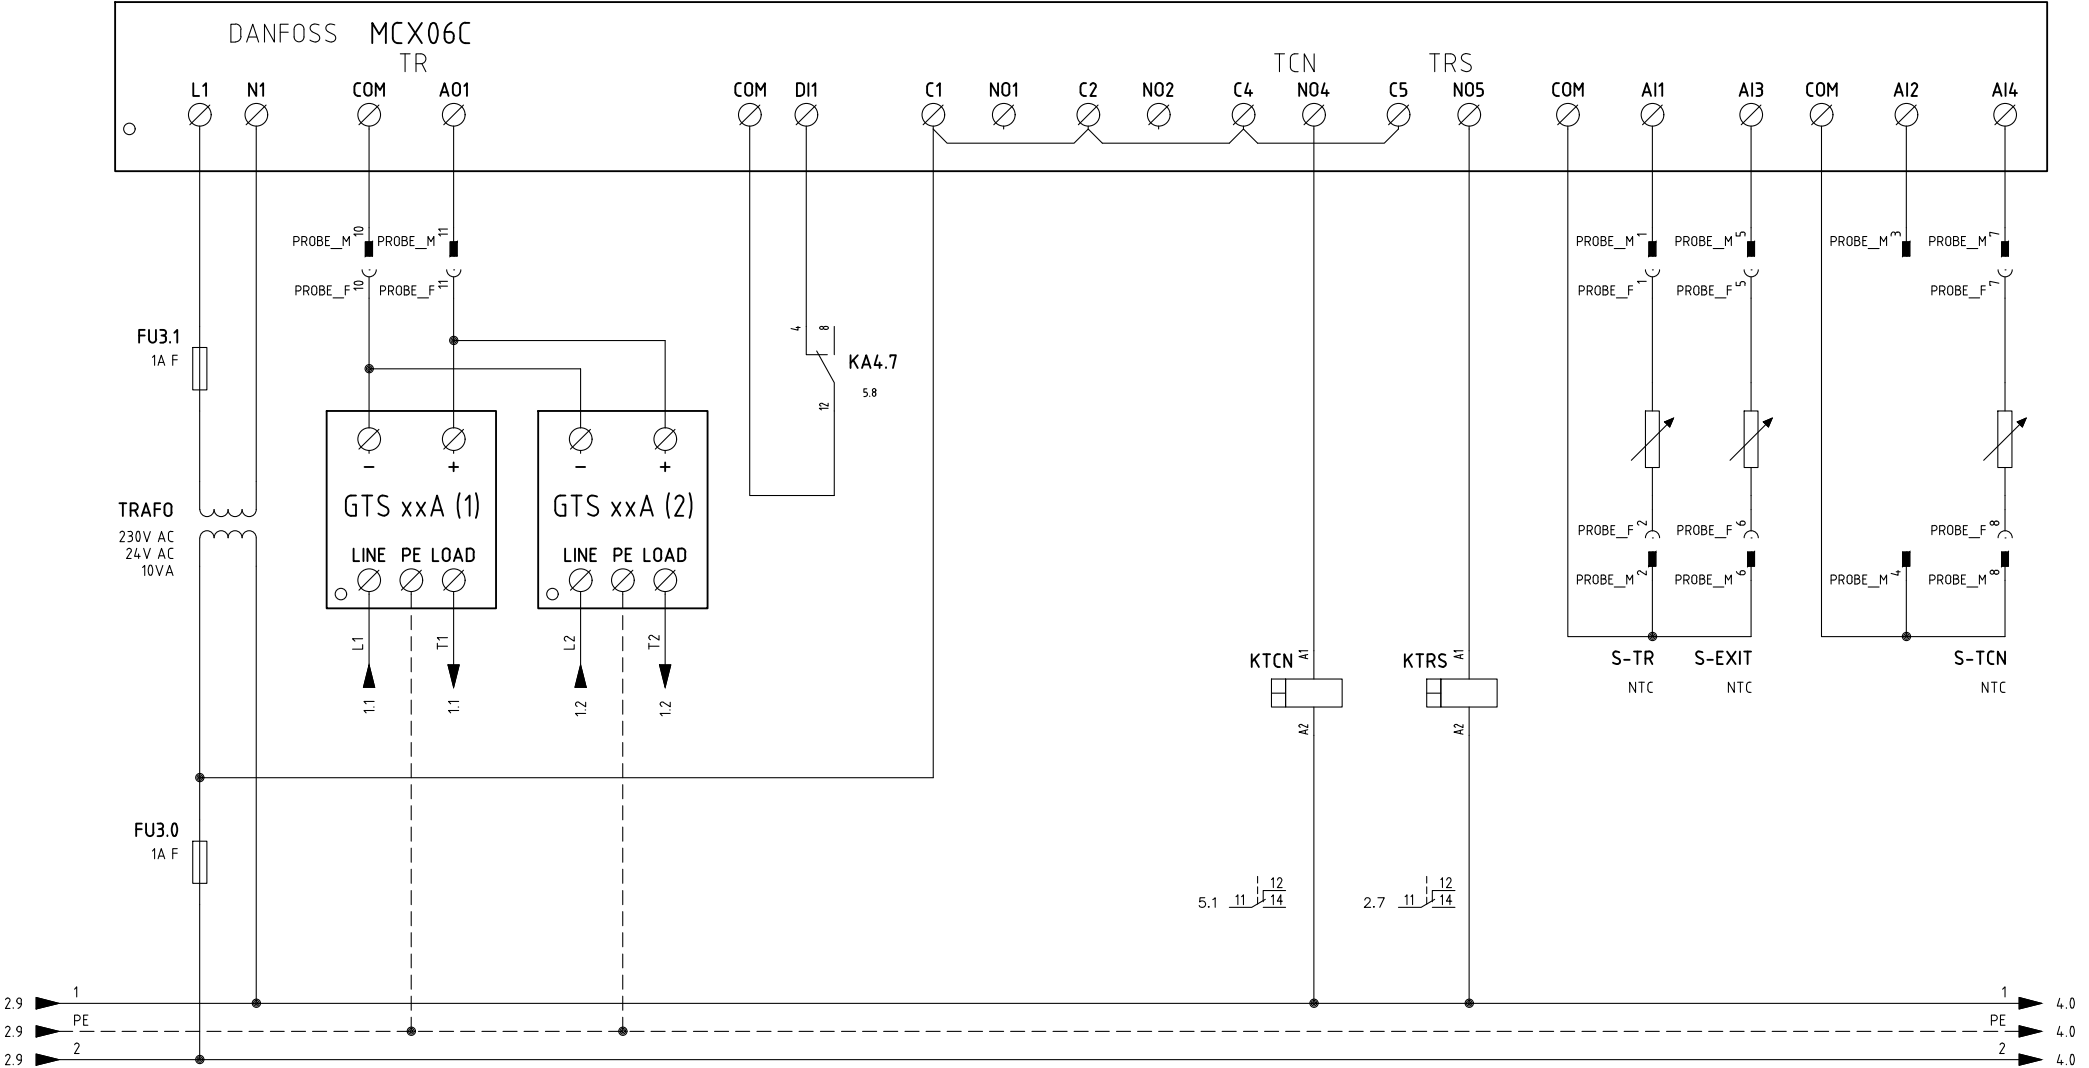 DANFOSS MCX06C
TR TCN TRS
L1 N1 COM AO1 COM DI1 C1 NO1 C2 NO2 C4 NO4 C5 NO5 COM AI1 AI3 COM AI2 AI4
PROBE_M 10 PROBE_M 11 PROBE_M 1 PROBE_M 5 PROBE_M 3 PROBE_M 7
PROBE_F 10 PROBE_F 11 PROBE_F 1 PROBE_F 5 PROBE_F 7
FU3.1
1A F
4 8
KA4.7
5.8
12
- + - +
GTS xxA (1) GTS xxA (2)
TRAFO
230V AC
24V AC
10VA
LINE PE LOAD LINE PE LOAD
PROBE_F 2 PROBE_F 6 PROBE_F 8
PROBE_M 2 PROBE_M 6 PROBE_M 4 PROBE_M 8
L1 T1 L2 T2
1.1 1.1 1.2 1.2
KTCN A1 KTRS A1
A2 A2
S-TR S-EXIT S-TCN
NTC NTC NTC
FU3.0
1A F
5.1 11 12 14
2.7 11 12 14
2.9 1 1 4.0
2.9 PE PE 4.0
2.9 2 2 4.0